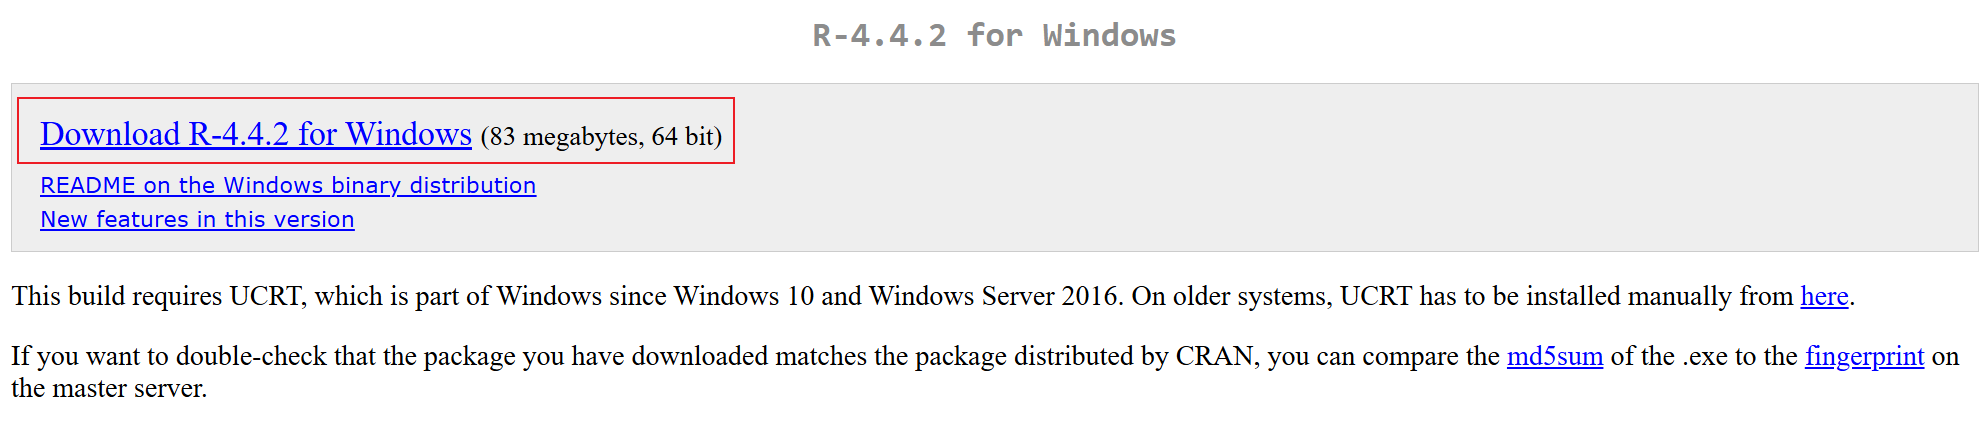 R-4.4.2 for Windows
Download R-4.4.2 for Windows (83 megabytes, 64 bit)
README on the Windows binary distribution
New features in this version
This build requires UCRT, which is part of Windows since Windows 10 and Windows Server 2016. On older systems, UCRT has to be installed manually from here.
If you want to double-check that the package you have downloaded matches the package distributed by CRAN, you can compare the md5sum of the .exe to the fingerprint on
the master server.